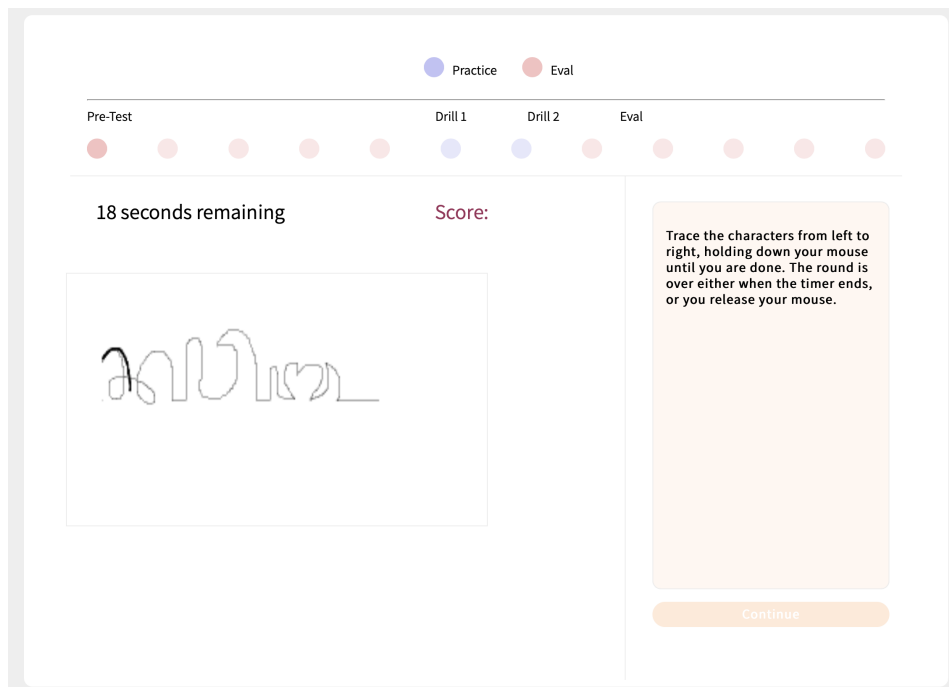 Practice Eval
Pre-Test Drill 1 Drill 2 Eval
18 seconds remaining Score:
Trace the characters from left to
right, holding down your mouse
until you are done. The round is
over either when the timer ends,
or you release your mouse.
Continue